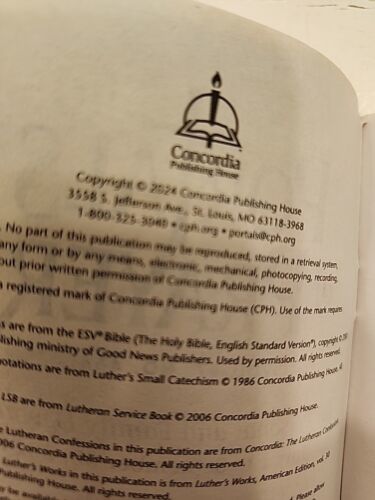 Concordia
Publishing House
Copyright © 2024 Concordia Publishing House
3558 S. Jefferson Ave., St. Louis, MO 63118-3968
1-800-325-3040 • cph.org • portals@cph.org
. No part of this publication may be reproduced, stored in a retrieval system,
any form or by any means, electronic, mechanical, photocopying, recording,
out prior written permission of Concordia Publishing House.
registered mark of Concordia Publishing House (CPH). Use of the mark requires
are from the ESV® Bible (The Holy Bible, English Standard Version®), copyright ©
lishing ministry of Good News Publishers. Used by permission. All rights reserved.
otations are from Luther's Small Catechism © 1986 Concordia Publishing House.
LSB are from Lutheran Service Book © 2006 Concordia Publishing House.
Lutheran Confessions in this publication are from Concordia: The Lutheran
006 Concordia Publishing House. All rights reserved.
Luther's Works in this publication is from Luther's Works, American Edition, vol. 30
Publishing House. All rights reserved.
may be available
Please allow